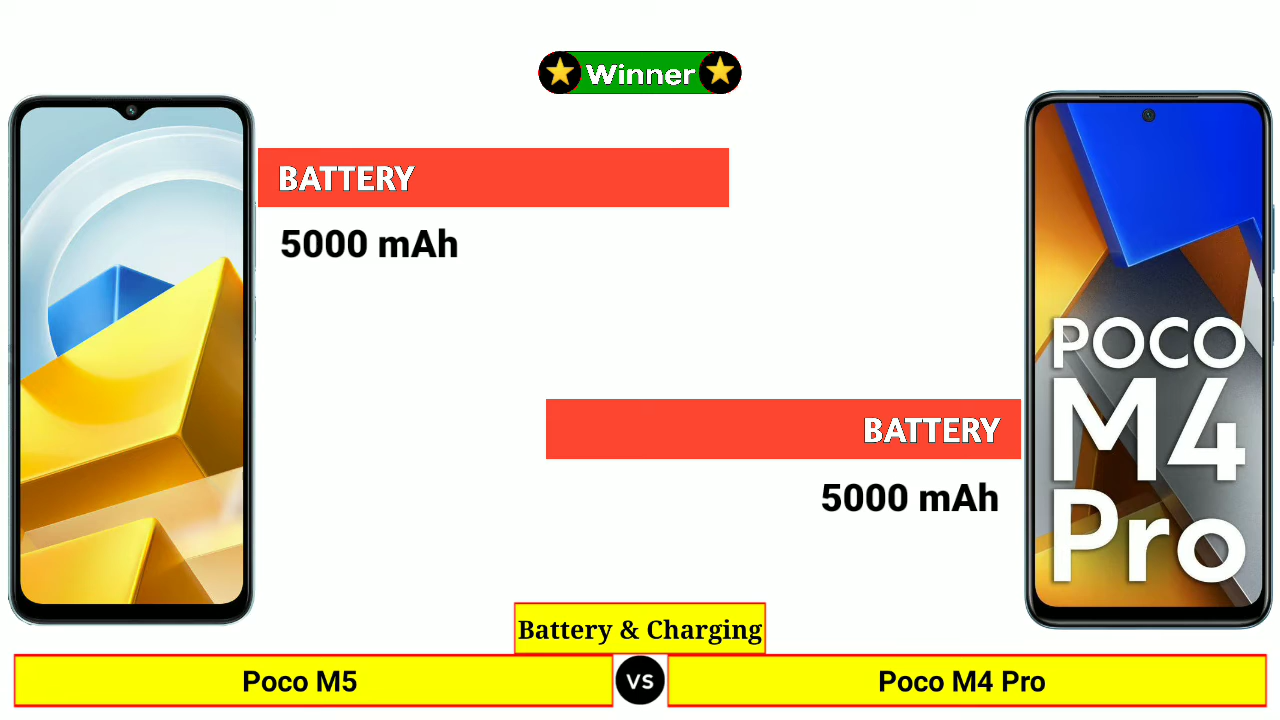 Winner
BATTERY
5000 mAh
POCO
M4
Pro
BATTERY
5000 mAh
Battery & Charging
Poco M5
VS
Poco M4 Pro